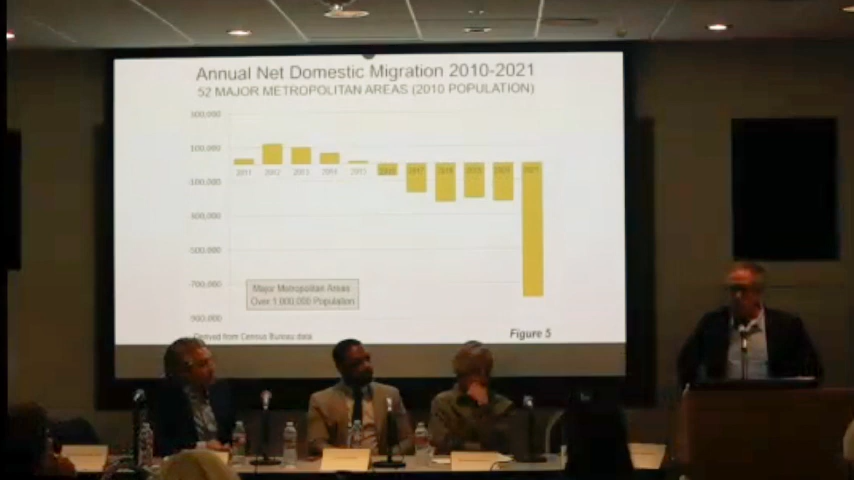 Annual Net Domestic Migration 2010-2021
52 MAJOR METROPOLITAN AREAS (2010 POPULATION)
300,000
100,000
2011 2012 2013 2014 2015 2016 2017 2018 2019 2020 2021
100,000
300,000
500,000
700,000
900,000
Major Metropolitan Areas
Over 1,000,000 Population
Derived from Census Bureau data
Figure 5